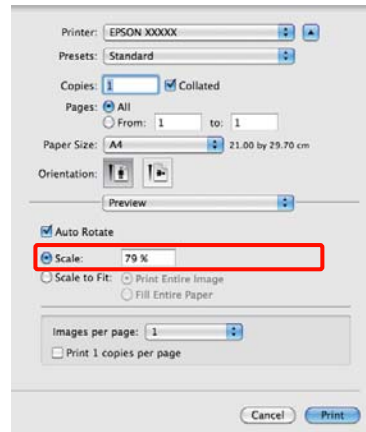 Printer: EPSON XXXXX
Presets: Standard
Copies: 1 Collated
Pages: All
From: 1 to: 1
Paper Size: A4 21.00 by 29.70 cm
Orientation:
Preview
Auto Rotate
Scale: 79 %
Scale to Fit: Print Entire Image
Fill Entire Paper
Images per page: 1
Print 1 copies per page
Cancel Print